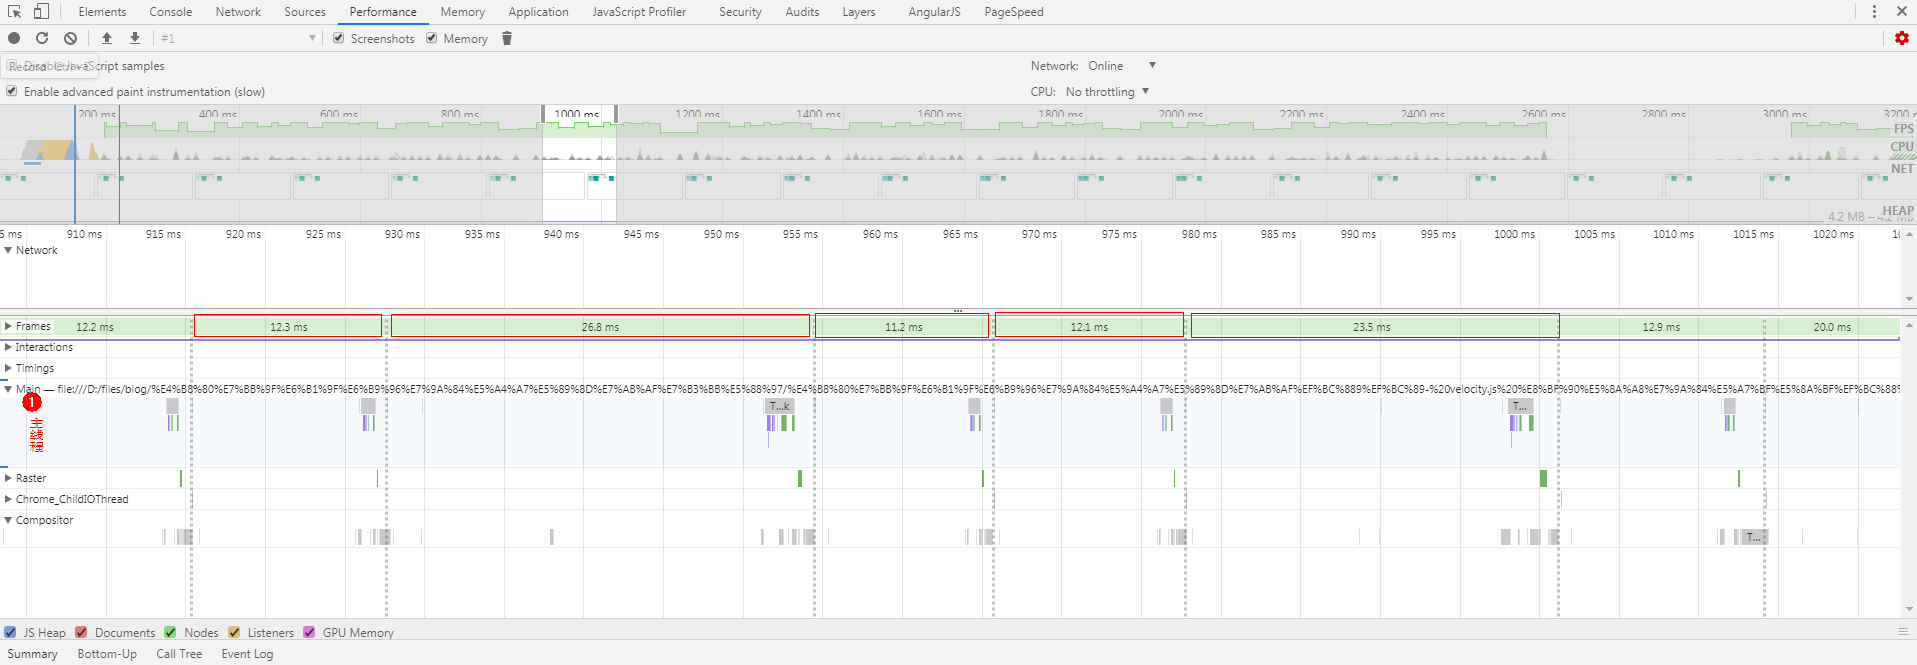 Elements Console Network Sources Performance Memory Application JavaScript Profiler Security Audits Layers AngularJS PageSpeed
#1 Screenshots Memory
Script samples Network: Online
Enable advanced paint instrumentation (slow) CPU: No throttling
200 ms 400 ms 600 ms 800 ms 1000 ms 1200 ms 1400 ms 1600 ms 1800 ms 2000 ms 2200 ms 2400 ms 2600 ms 2800 ms 3000 ms 3200 m
FPS
CPU
NET
HEAP
4.2 MB – 4.2 MB
5 ms 910 ms 915 ms 920 ms 925 ms 930 ms 935 ms 940 ms 945 ms 950 ms 955 ms 960 ms 965 ms 970 ms 975 ms 980 ms 985 ms 990 ms 995 ms 1000 ms 1005 ms 1010 ms 1015 ms 1020 ms
Network
Frames 12.2 ms 12.3 ms 26.8 ms 11.2 ms 12.1 ms 23.5 ms 12.9 ms 20.0 ms
Interactions
Timings
Main — file:///D:/files/blog/%E4%B8%80%E7%BB%9F%E6%B1%9F%E6%B9%96%E7%9A%84%E5%A4%A7%E5%89%8D%E7%AB%AF%E7%B3%BB%E5%88%97/%E4%B8%80%E7%BB%9F%E6%B1%9F%E6%B9%96%E7%9A%84%E5%A4%A7%E5%89%8D%E7%AB%AF%EF%BC%889%EF%BC%89-%20velocity.js%20%E8%BF%90%E5%8A%A8%E7%9A%84%E5%A7%BF%E5%8A%BF%EF%BC%88%
1 T...k T...
主线程
Raster
Chrome_ChildIOThread
Compositor
T...
JS Heap Documents Nodes Listeners GPU Memory
Summary Bottom-Up Call Tree Event Log